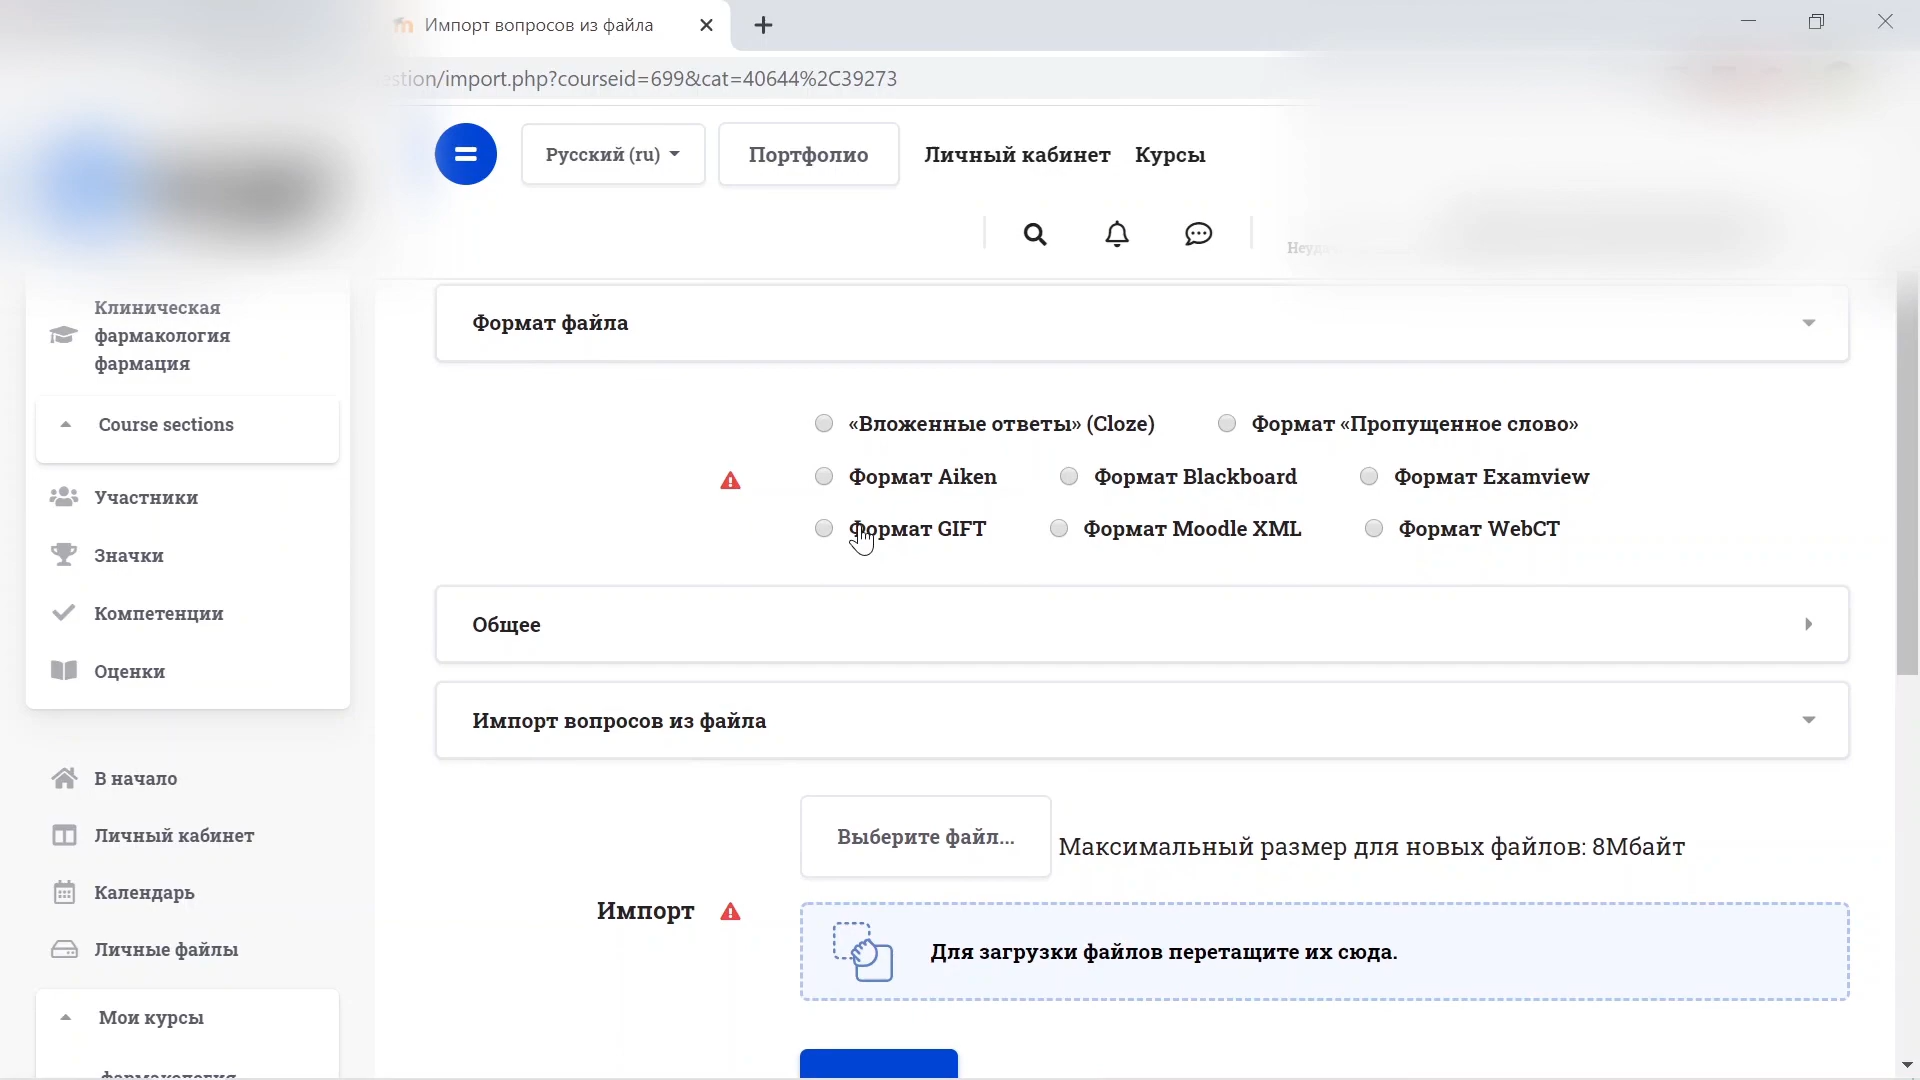 Импорт вопросов из файла
estion/import.php?courseid=699&cat=40644%2C39273
Русский (ru)
Портфолио
Личный кабинет
Курсы
Клиническая
фармакология
фармация
Course sections
Участники
Значки
Компетенции
Оценки
В начало
Личный кабинет
Календарь
Личные файлы
Мои курсы
фармакология
Формат файла
«Вложенные ответы» (Cloze)
Формат «Пропущенное слово»
Формат Aiken
Формат Blackboard
Формат Examview
Формат GIFT
Формат Moodle XML
Формат WebCT
Общее
Импорт вопросов из файла
Выберите файл...
Максимальный размер для новых файлов: 8Мбайт
Импорт
Для загрузки файлов перетащите их сюда.